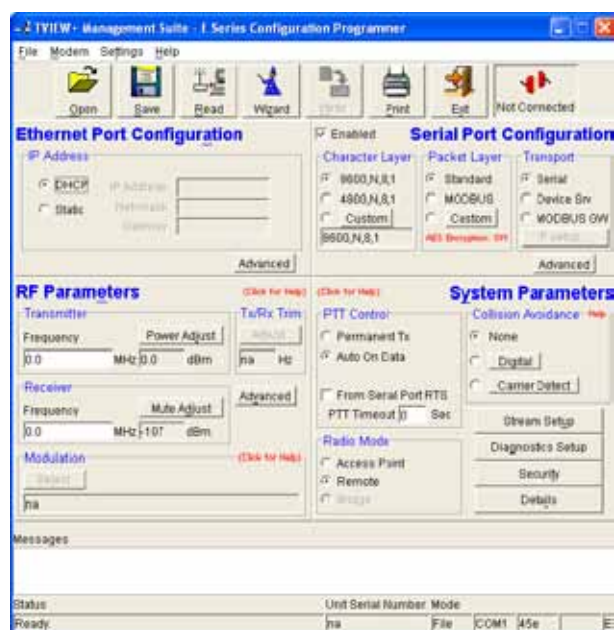 TVIEW+ Management Suite - E Series Configuration Programmer
File Modem Settings Help
Open Save Read Wizard Write Print Exit Not Connected
Ethernet Port Configuration
IP Address
DHCP
Static
IP Address
Netmask
Gateway
Advanced
Enabled
Serial Port Configuration
Character Layer
9600,N,8,1
4800,N,8,1
Custom
9600,N,8,1
Packet Layer
Standard
MODBUS
Custom
AES Encryption: Off
Transport
Serial
Device Srv
MODBUS GW
IP setup
Advanced
RF Parameters
(Click for Help)
Transmitter
Frequency
Power Adjust
0.0 MHz 0.0 dBm
Tx/Rx Trim
Adjust
na Hz
Receiver
Frequency
Mute Adjust
0.0 MHz -107 dBm
Advanced
Modulation
(Click for Help)
Select
na
(Click for Help)
System Parameters
PTT Control
Permanent Tx
Auto On Data
From Serial Port RTS
PTT Timeout 0 Sec
Collision Avoidance Help
None
Digital
Carrier Detect
Radio Mode
Access Point
Remote
Bridge
Stream Setup
Diagnostics Setup
Security
Details
Messages
Status Unit Serial Number Mode
Ready. na File COM1 45e E